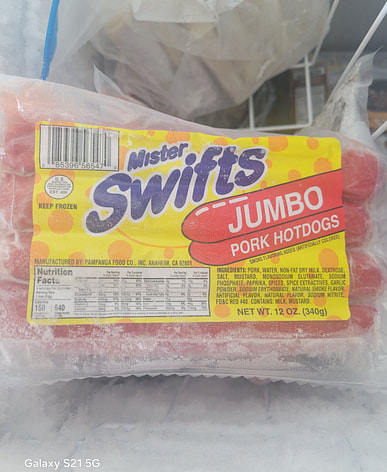 85396 56547
KEEP FROZEN
Mister
Swifts
JUMBO
PORK HOTDOGS
SMOKE FLAVORING ADDED (ARTIFICIALLY COLORED)
MANUFACTURED BY: PAMPANGA FOOD CO., INC. ANAHEIM, CA 92801
Nutrition
Facts
INGREDIENTS: PORK, WATER, NON-FAT DRY MILK, DEXTROSE,
SALT, MUSTARD, MONOSODIUM GLUTAMATE, SODIUM
PHOSPHATE, PAPRIKA, SPICES, SPICE EXTRACTIVES, GARLIC
POWDER, SODIUM ERYTHORBATE, NATURAL SMOKE FLAVOR,
ARTIFICIAL FLAVOR, NATURAL FLAVOR, SODIUM NITRITE,
FD&C RED #40. CONTAINS: MILK, MUSTARD.
NET WT. 12 OZ. (340g)
Galaxy S21 5G